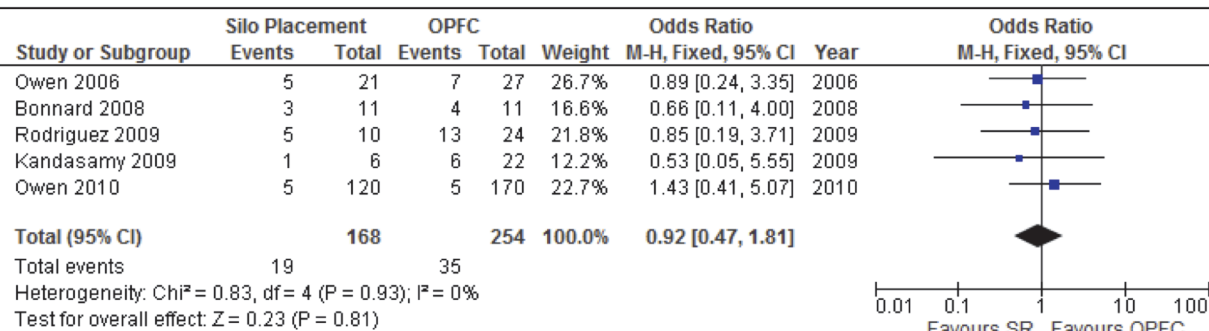 Silo Placement OPFC Odds Ratio Odds Ratio
Study or Subgroup Events Total Events Total Weight M-H, Fixed, 95% CI Year M-H, Fixed, 95% CI
Owen 2006 5 21 7 27 26.7% 0.89 [0.24, 3.35] 2006
Bonnard 2008 3 11 4 11 16.6% 0.66 [0.11, 4.00] 2008
Rodriguez 2009 5 10 13 24 21.8% 0.85 [0.19, 3.71] 2009
Kandasamy 2009 1 6 6 22 12.2% 0.53 [0.05, 5.55] 2009
Owen 2010 5 120 5 170 22.7% 1.43 [0.41, 5.07] 2010
Total (95% CI) 168 254 100.0% 0.92 [0.47, 1.81]
Total events 19 35
Heterogeneity: Chi² = 0.83, df = 4 (P = 0.93); I² = 0%
Test for overall effect: Z = 0.23 (P = 0.81)
0.01 0.1 1 10 100
Favours SR Favours OPFC